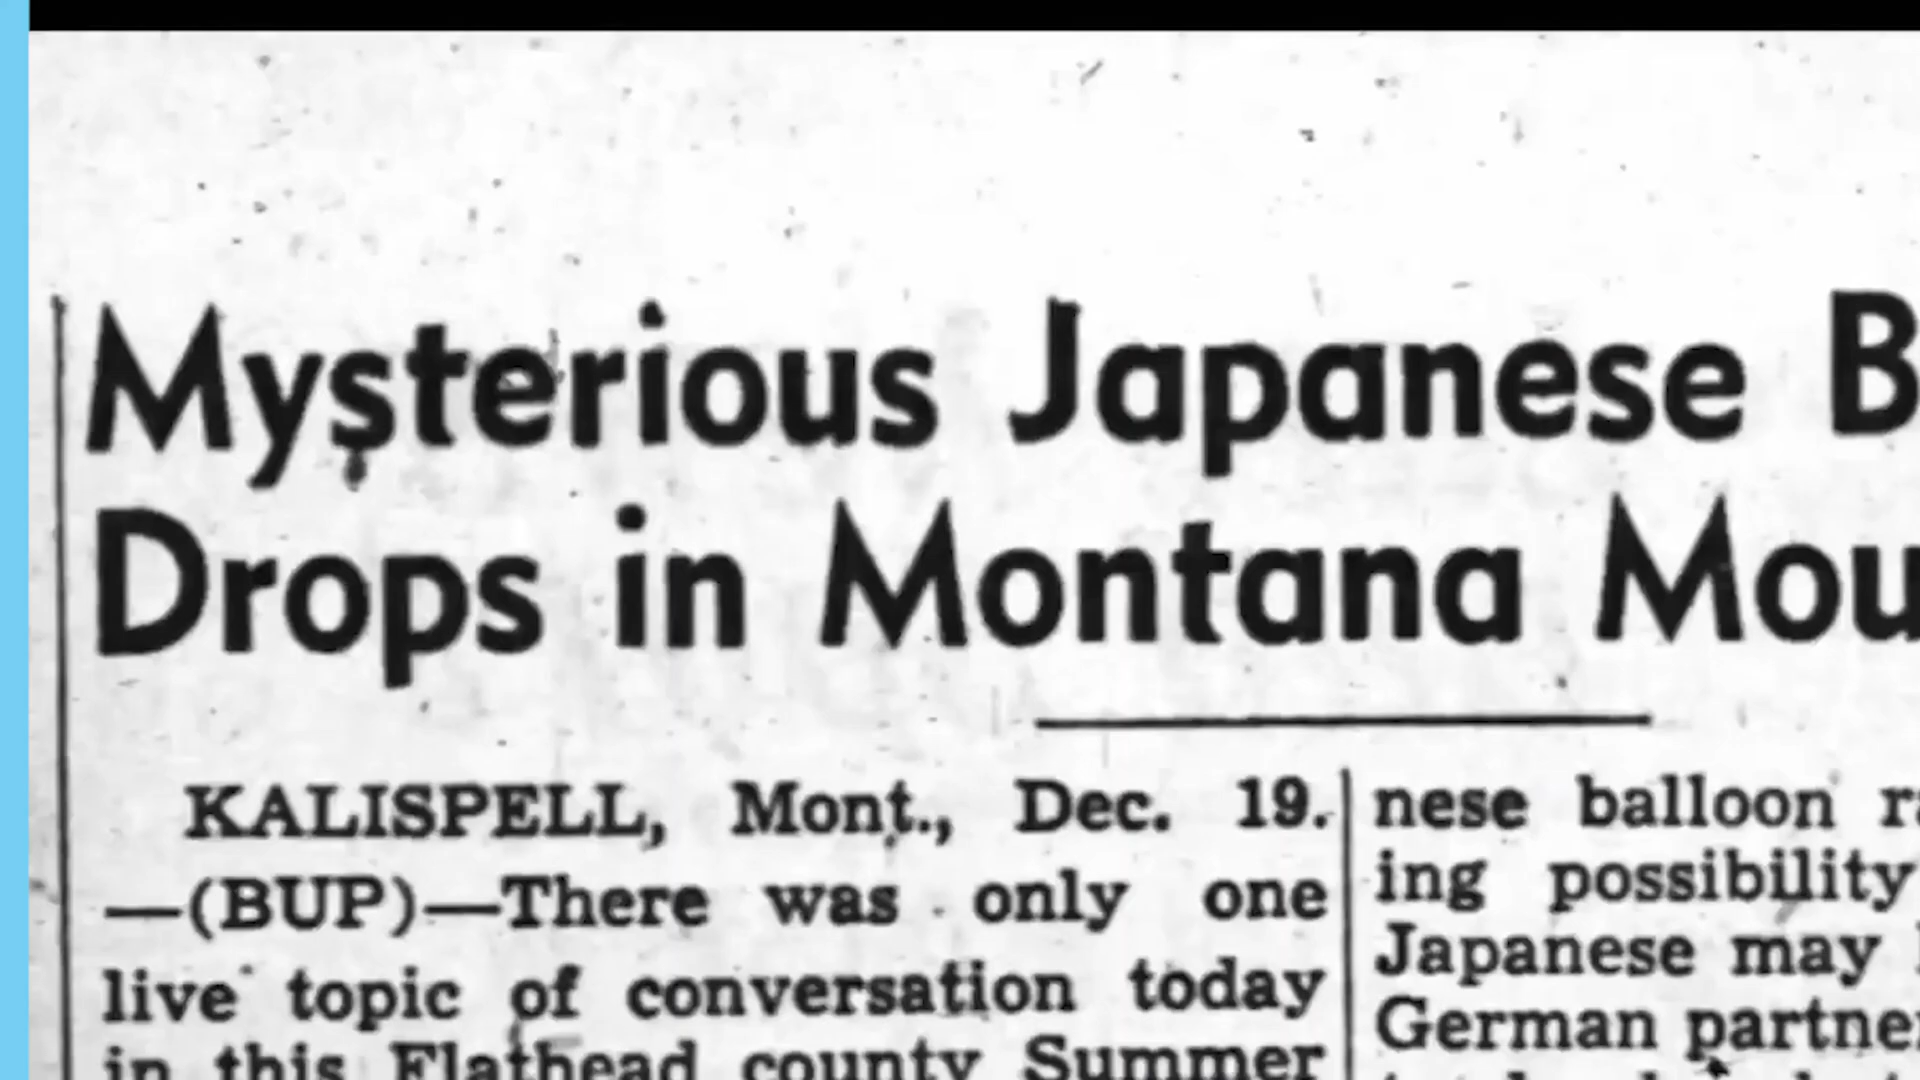 Mysterious Japanese B
Drops in Montana Mou
KALISPELL, Mont., Dec. 19.
—(BUP)—There was only one
live topic of conversation today
in this Flathead county Summer
nese balloon
ing possibility
Japanese may
German partne